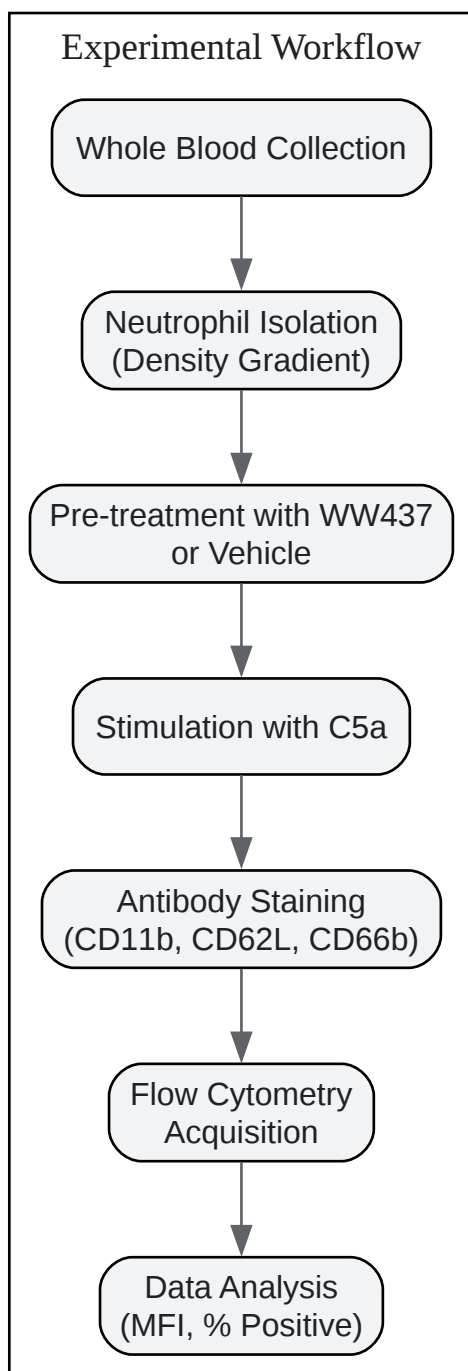 Experimental Workflow
Whole Blood Collection
Neutrophil Isolation
(Density Gradient)
Pre-treatment with WW437
or Vehicle
Stimulation with C5a
Antibody Staining
(CD11b, CD62L, CD66b)
Flow Cytometry
Acquisition
Data Analysis
(MFI, % Positive)